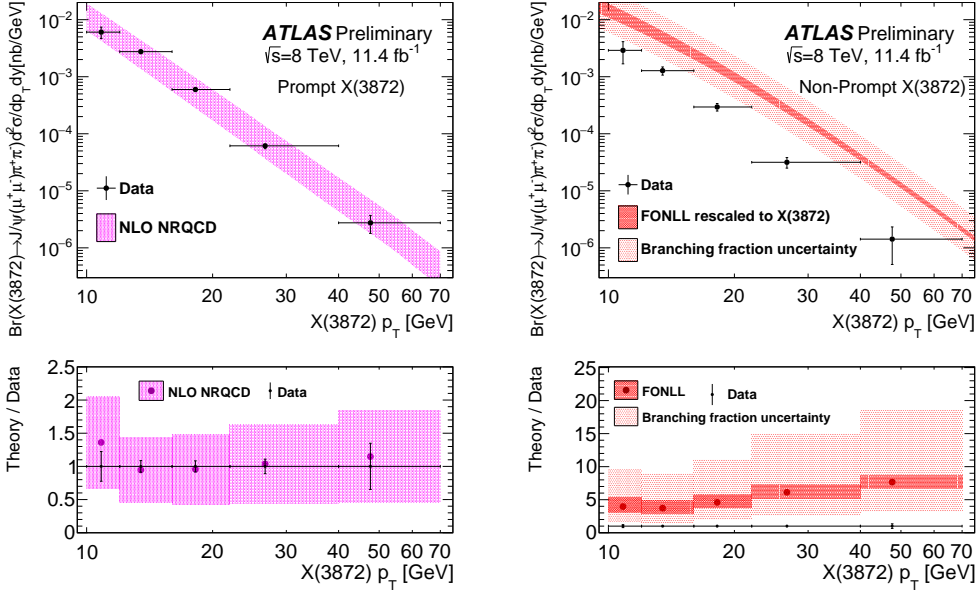 Br(X(3872)→J/ψ(μ⁺μ⁻)π⁺π⁻)d²σ/dp_T dy[nb/GeV]
10⁻²
10⁻³
10⁻⁴
10⁻⁵
10⁻⁶
ATLAS Preliminary
√s=8 TeV, 11.4 fb⁻¹
Prompt X(3872)
Data
NLO NRQCD
10 20 30 40 50 60 70
X(3872) p_T [GeV]
Br(X(3872)→J/ψ(μ⁺μ⁻)π⁺π⁻)d²σ/dp_T dy[nb/GeV]
10⁻²
10⁻³
10⁻⁴
10⁻⁵
10⁻⁶
ATLAS Preliminary
√s=8 TeV, 11.4 fb⁻¹
Non-Prompt X(3872)
Data
FONLL rescaled to X(3872)
Branching fraction uncertainty
10 20 30 40 50 60 70
X(3872) p_T [GeV]
Theory / Data
2.5
2
1.5
1
0.5
0
NLO NRQCD Data
10 20 30 40 50 60 70
X(3872) p_T [GeV]
Theory / Data
25
20
15
10
5
0
FONLL Data
Branching fraction uncertainty
10 20 30 40 50 60 70
X(3872) p_T [GeV]